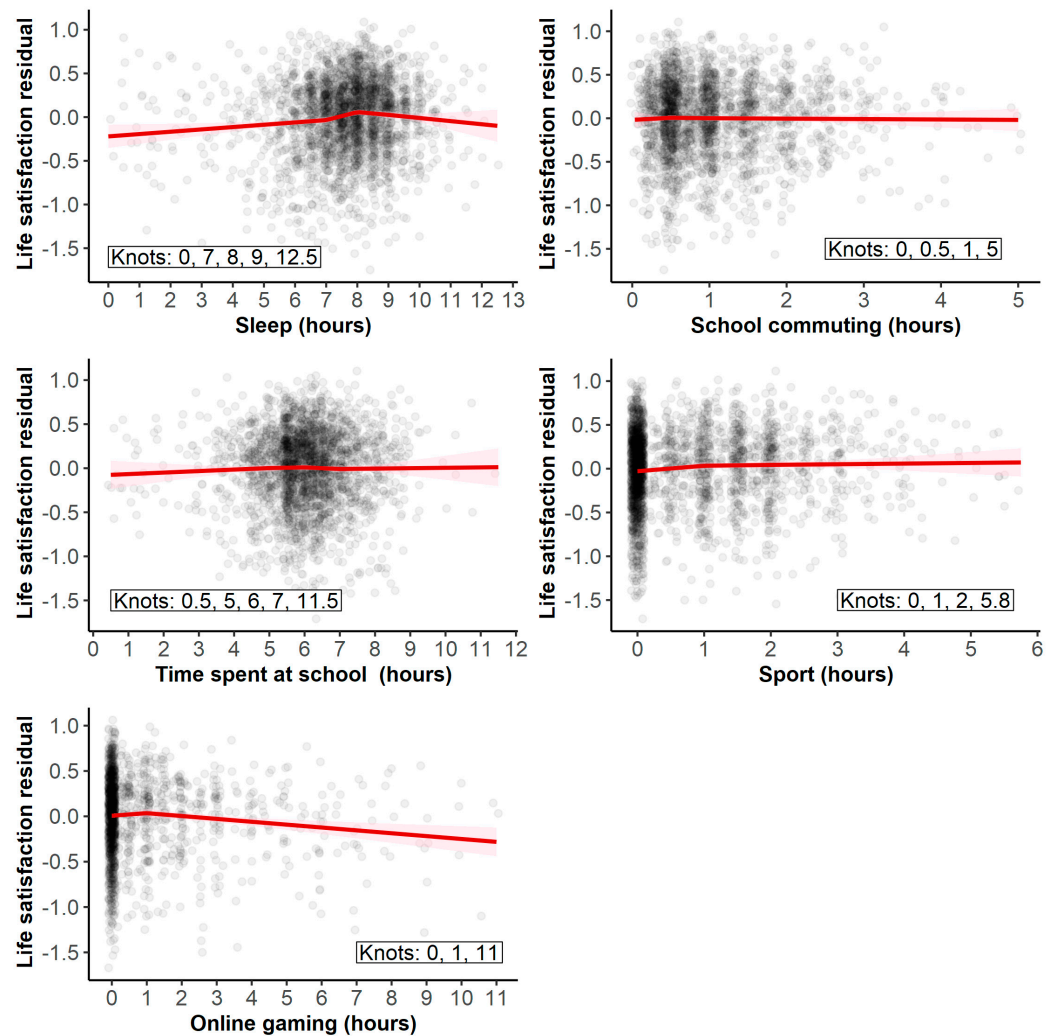 Life satisfaction residual
1.0
0.5
0.0
-0.5
-1.0
-1.5
Knots: 0, 7, 8, 9, 12.5
0 1 2 3 4 5 6 7 8 9 10 11 12 13
Sleep (hours)
Life satisfaction residual
1.0
0.5
0.0
-0.5
-1.0
-1.5
Knots: 0, 0.5, 1, 5
0 1 2 3 4 5
School commuting (hours)
Life satisfaction residual
1.0
0.5
0.0
-0.5
-1.0
-1.5
Knots: 0.5, 5, 6, 7, 11.5
0 1 2 3 4 5 6 7 8 9 10 11 12
Time spent at school (hours)
Life satisfaction residual
1.0
0.5
0.0
-0.5
-1.0
-1.5
Knots: 0, 1, 2, 5.8
0 1 2 3 4 5 6
Sport (hours)
Life satisfaction residual
1.0
0.5
0.0
-0.5
-1.0
-1.5
Knots: 0, 1, 11
0 1 2 3 4 5 6 7 8 9 10 11
Online gaming (hours)